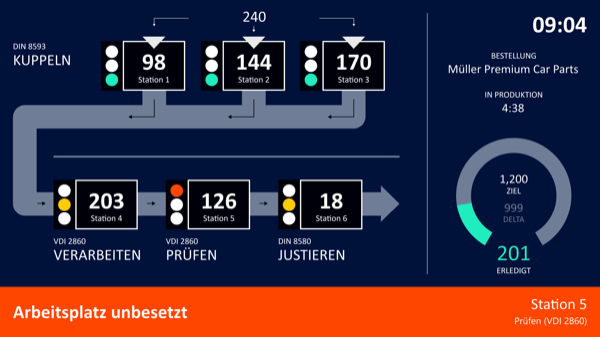 240
09:04
DIN 8593
KUPPELN
98
Station 1
144
Station 2
170
Station 3
BESTELLUNG
Müller Premium Car Parts
IN PRODUKTION
4:38
203
Station 4
126
Station 5
18
Station 6
VDI 2860
VERARBEITEN
VDI 2860
PRÜFEN
DIN 8580
JUSTIEREN
1,200
ZIEL
999
DELTA
201
ERLEDIGT
Arbeitsplatz unbesetzt
Station 5
Prüfen (VDI 2860)